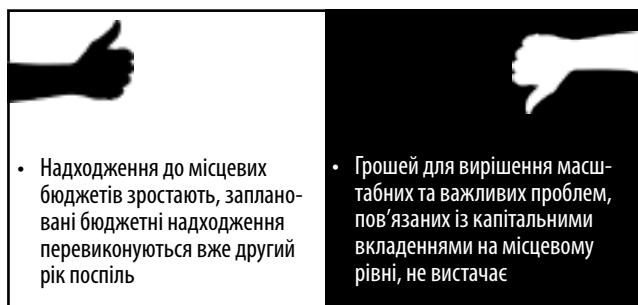 • Надходження до місцевих
бюджетів зростають, заплано-
вані бюджетні надходження
перевиконуються вже другий
рік поспіль
• Грошей для вирішення масш-
табних та важливих проблем,
пов’язаних із капітальними
вкладеннями на місцевому
рівні, не вистачає